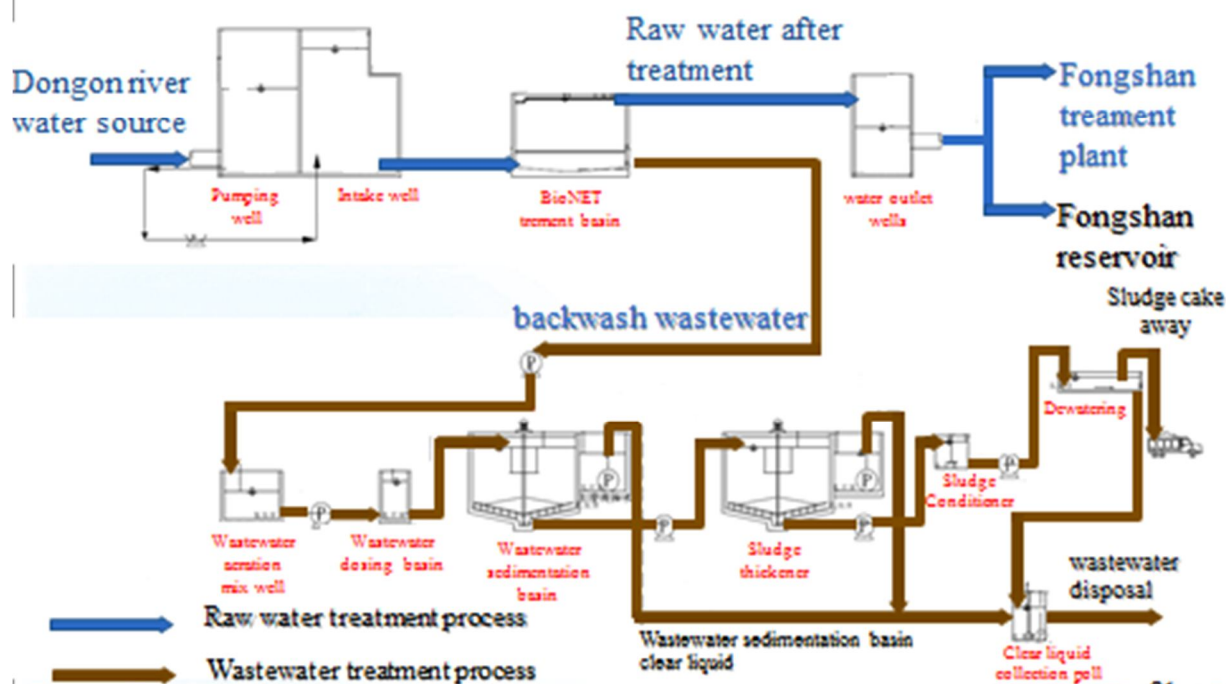 Raw water after
treatment
Dongon river
water source
Fongshan
treament
plant
Pumping
well
Intake well
BioNET
trement basin
water outlet
wells
Fongshan
reservoir
Sludge cake
away
backwash wastewater
P
Dewatering
P
P
P
P
P
P
Sludge
Conditioner
Wastewater
aeration
mix well
Wastewater
dosing basin
Wastewater
sedimentation
basin
Sludge
thickener
wastewater
disposal
Raw water treatment process
Wastewater sedimentation basin
clear liquid
Clear liquid
collection poll
Wastewater treatment process